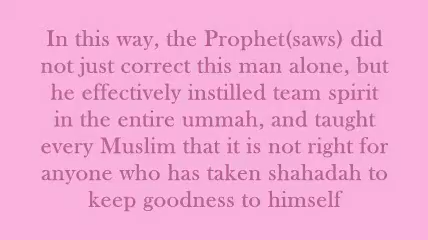 In this way, the Prophet(saws) did
not just correct this man alone, but
he effectively instilled team spirit
in the entire ummah, and taught
every Muslim that it is not right for
anyone who has taken shahadah to
keep goodness to himself